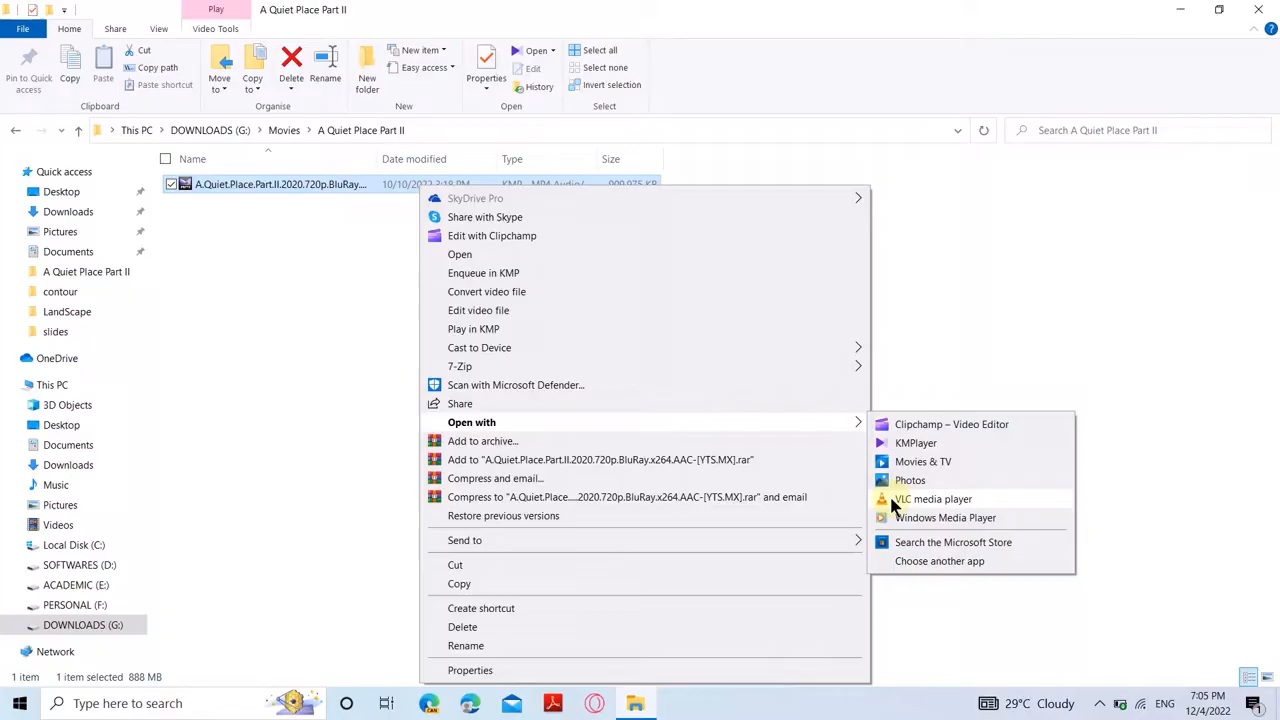 Play
A Quiet Place Part II
File
Home
Share
View
Video Tools
Pin to Quick access
Copy
Paste
Cut
Copy path
Paste shortcut
Clipboard
Move to
Copy to
Delete
Rename
Organise
New folder
New item
Easy access
New
Properties
Open
Edit
History
Open
Select all
Select none
Invert selection
Select
This PC
DOWNLOADS (G:)
Movies
A Quiet Place Part II
Search A Quiet Place Part II
Name
Date modified
Type
Size
A.Quiet.Place.Part.II.2020.720p.BluRay....
10/10/2022 3:18 PM
KMP - MP4 Audio/
909,975 KB
Quick access
Desktop
Downloads
Pictures
Documents
A Quiet Place Part II
contour
LandScape
slides
OneDrive
This PC
3D Objects
Desktop
Documents
Downloads
Music
Pictures
Videos
Local Disk (C:)
SOFTWARES (D:)
ACADEMIC (E:)
PERSONAL (F:)
DOWNLOADS (G:)
Network
SkyDrive Pro
Share with Skype
Edit with Clipchamp
Open
Enqueue in KMP
Convert video file
Edit video file
Play in KMP
Cast to Device
7-Zip
Scan with Microsoft Defender...
Share
Open with
Add to archive...
Add to "A.Quiet.Place.Part.II.2020.720p.BluRay.x264.AAC-[YTS.MX].rar"
Compress and email...
Compress to "A.Quiet.Place....2020.720p.BluRay.x264.AAC-[YTS.MX].rar" and email
Restore previous versions
Send to
Cut
Copy
Create shortcut
Delete
Rename
Properties
Clipchamp – Video Editor
KMPlayer
Movies & TV
Photos
VLC media player
Windows Media Player
Search the Microsoft Store
Choose another app
1 item
1 item selected 888 MB
Type here to search
CAN
29°C Cloudy
ENG
7:05 PM
12/4/2022
1